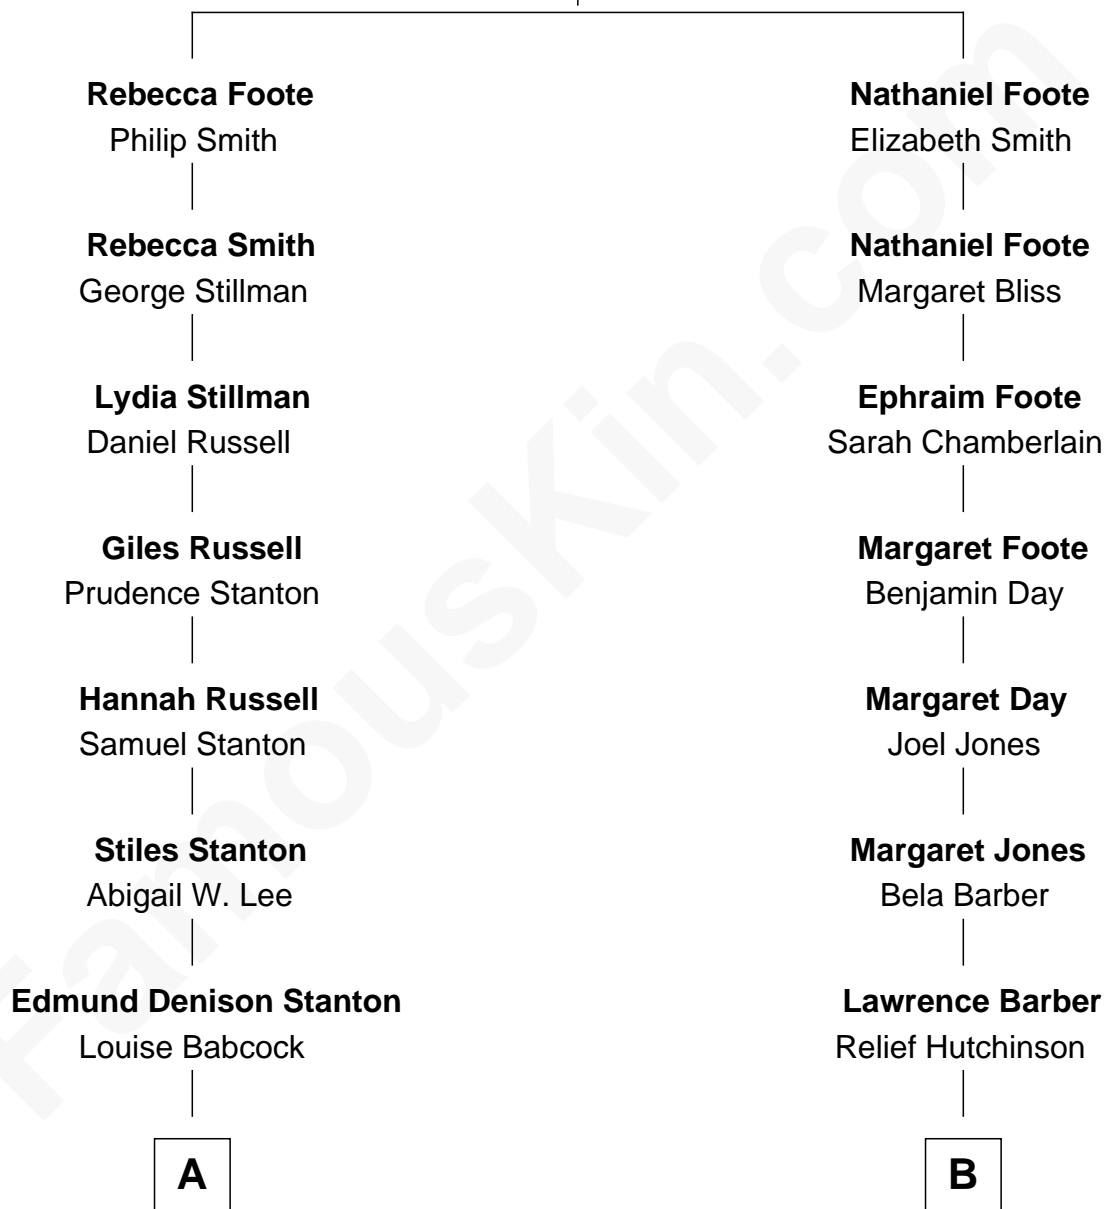 Rebecca Foote
Philip Smith
Rebecca Smith
George Stillman
Lydia Stillman
Daniel Russell
Giles Russell
Prudence Stanton
Hannah Russell
Samuel Stanton
Stiles Stanton
Abigail W. Lee
Edmund Denison Stanton
Louise Babcock
A
Nathaniel Foote
Elizabeth Smith
Nathaniel Foote
Margaret Bliss
Ephraim Foote
Sarah Chamberlain
Margaret Foote
Benjamin Day
Margaret Day
Joel Jones
Margaret Jones
Bela Barber
Lawrence Barber
Relief Hutchinson
B
FamousKin.com